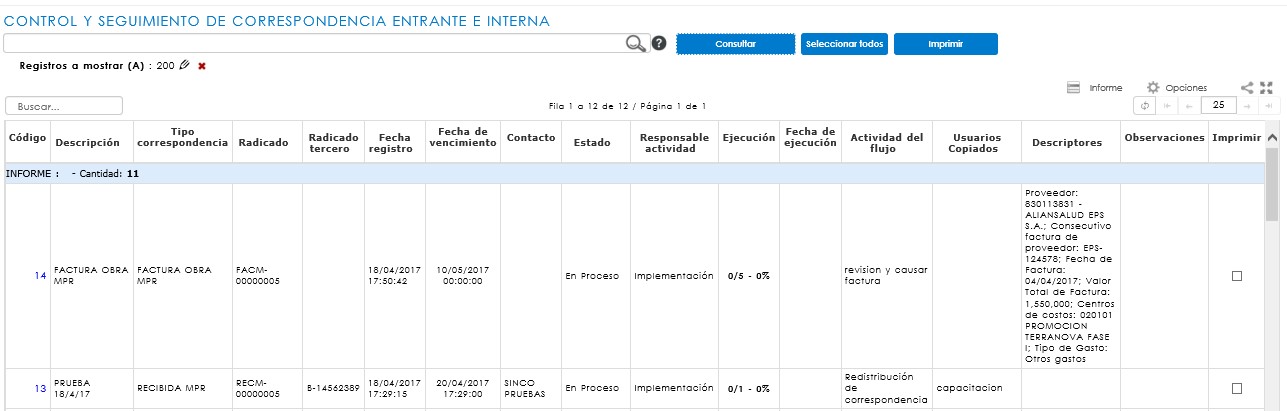 CONTROL Y SEGUIMIENTO DE CORRESPONDENCIA ENTRANTE E INTERNA
? Consultar Seleccionar todos Imprimir
Registros a mostrar (A) : 200
Informe Opciones
Buscar... Fila 1 a 12 de 12 / Página 1 de 1 25
Código Descripción Tipo correspondencia Radicado Radicado tercero Fecha registro Fecha de vencimiento Contacto Estado Responsable actividad Ejecución Fecha de ejecución Actividad del flujo Usuarios Copiados Descriptores Observaciones Imprimir
INFORME : - Cantidad: 11
14
FACTURA OBRA
MPR
FACTURA OBRA
MPR
FACM-
00000005
18/04/2017
17:50:42
10/05/2017
00:00:00
En Proceso
Implementación
0/5 - 0%
revision y causar
factura
Proveedor:
830113831 -
ALIANSALUD EPS
S.A.; Consecutivo
factura de
proveedor: EPS-
124578; Fecha de
Factura:
04/04/2017; Valor
Total de Factura:
1,550,000; Centros
de costos: 020101
PROMOCION
TERRANOVA FASE
I; Tipo de Gasto:
Otros gastos
13
PRUEBA
18/4/17
RECIBIDA MPR
RECM-
00000005
B-14562389
18/04/2017
17:29:15
20/04/2017
17:29:00
SINCO
PRUEBAS
En Proceso
Implementación
0/1 - 0%
Redistribución
de
correspondencia
capacitacion